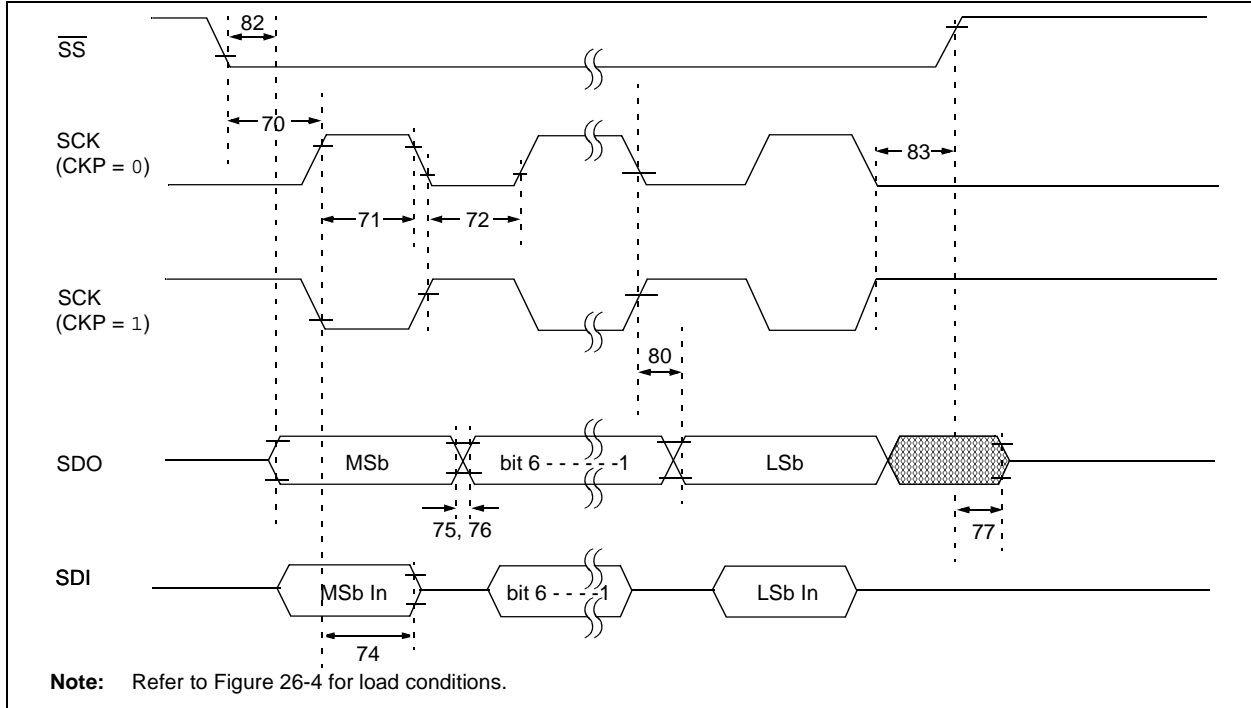 82
SS
70
SCK
(CKP = 0)
83
71
72
SCK
(CKP = 1)
80
SDO
MSb
bit 6 - - - - - -1
LSb
75, 76
77
SDI
MSb In
bit 6 - - - -1
LSb In
74
Note: Refer to Figure 26-4 for load conditions.